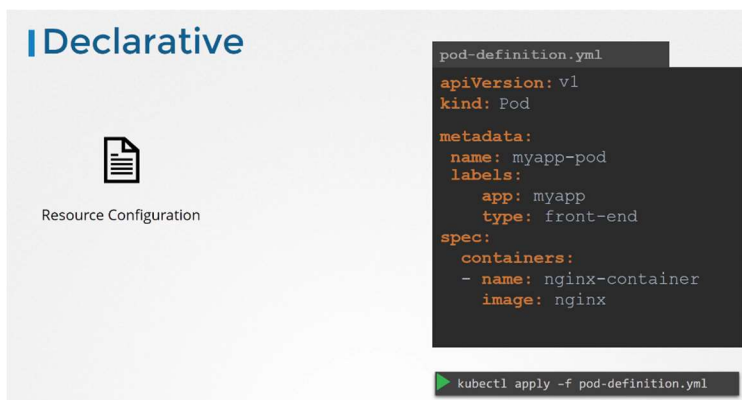 Declarative
Resource Configuration
pod-definition.yml
apiVersion: v1
kind: Pod
metadata:
 name: myapp-pod
 labels:
    app: myapp
    type: front-end
spec:
  containers:
  - name: nginx-container
    image: nginx
kubectl apply -f pod-definition.yml